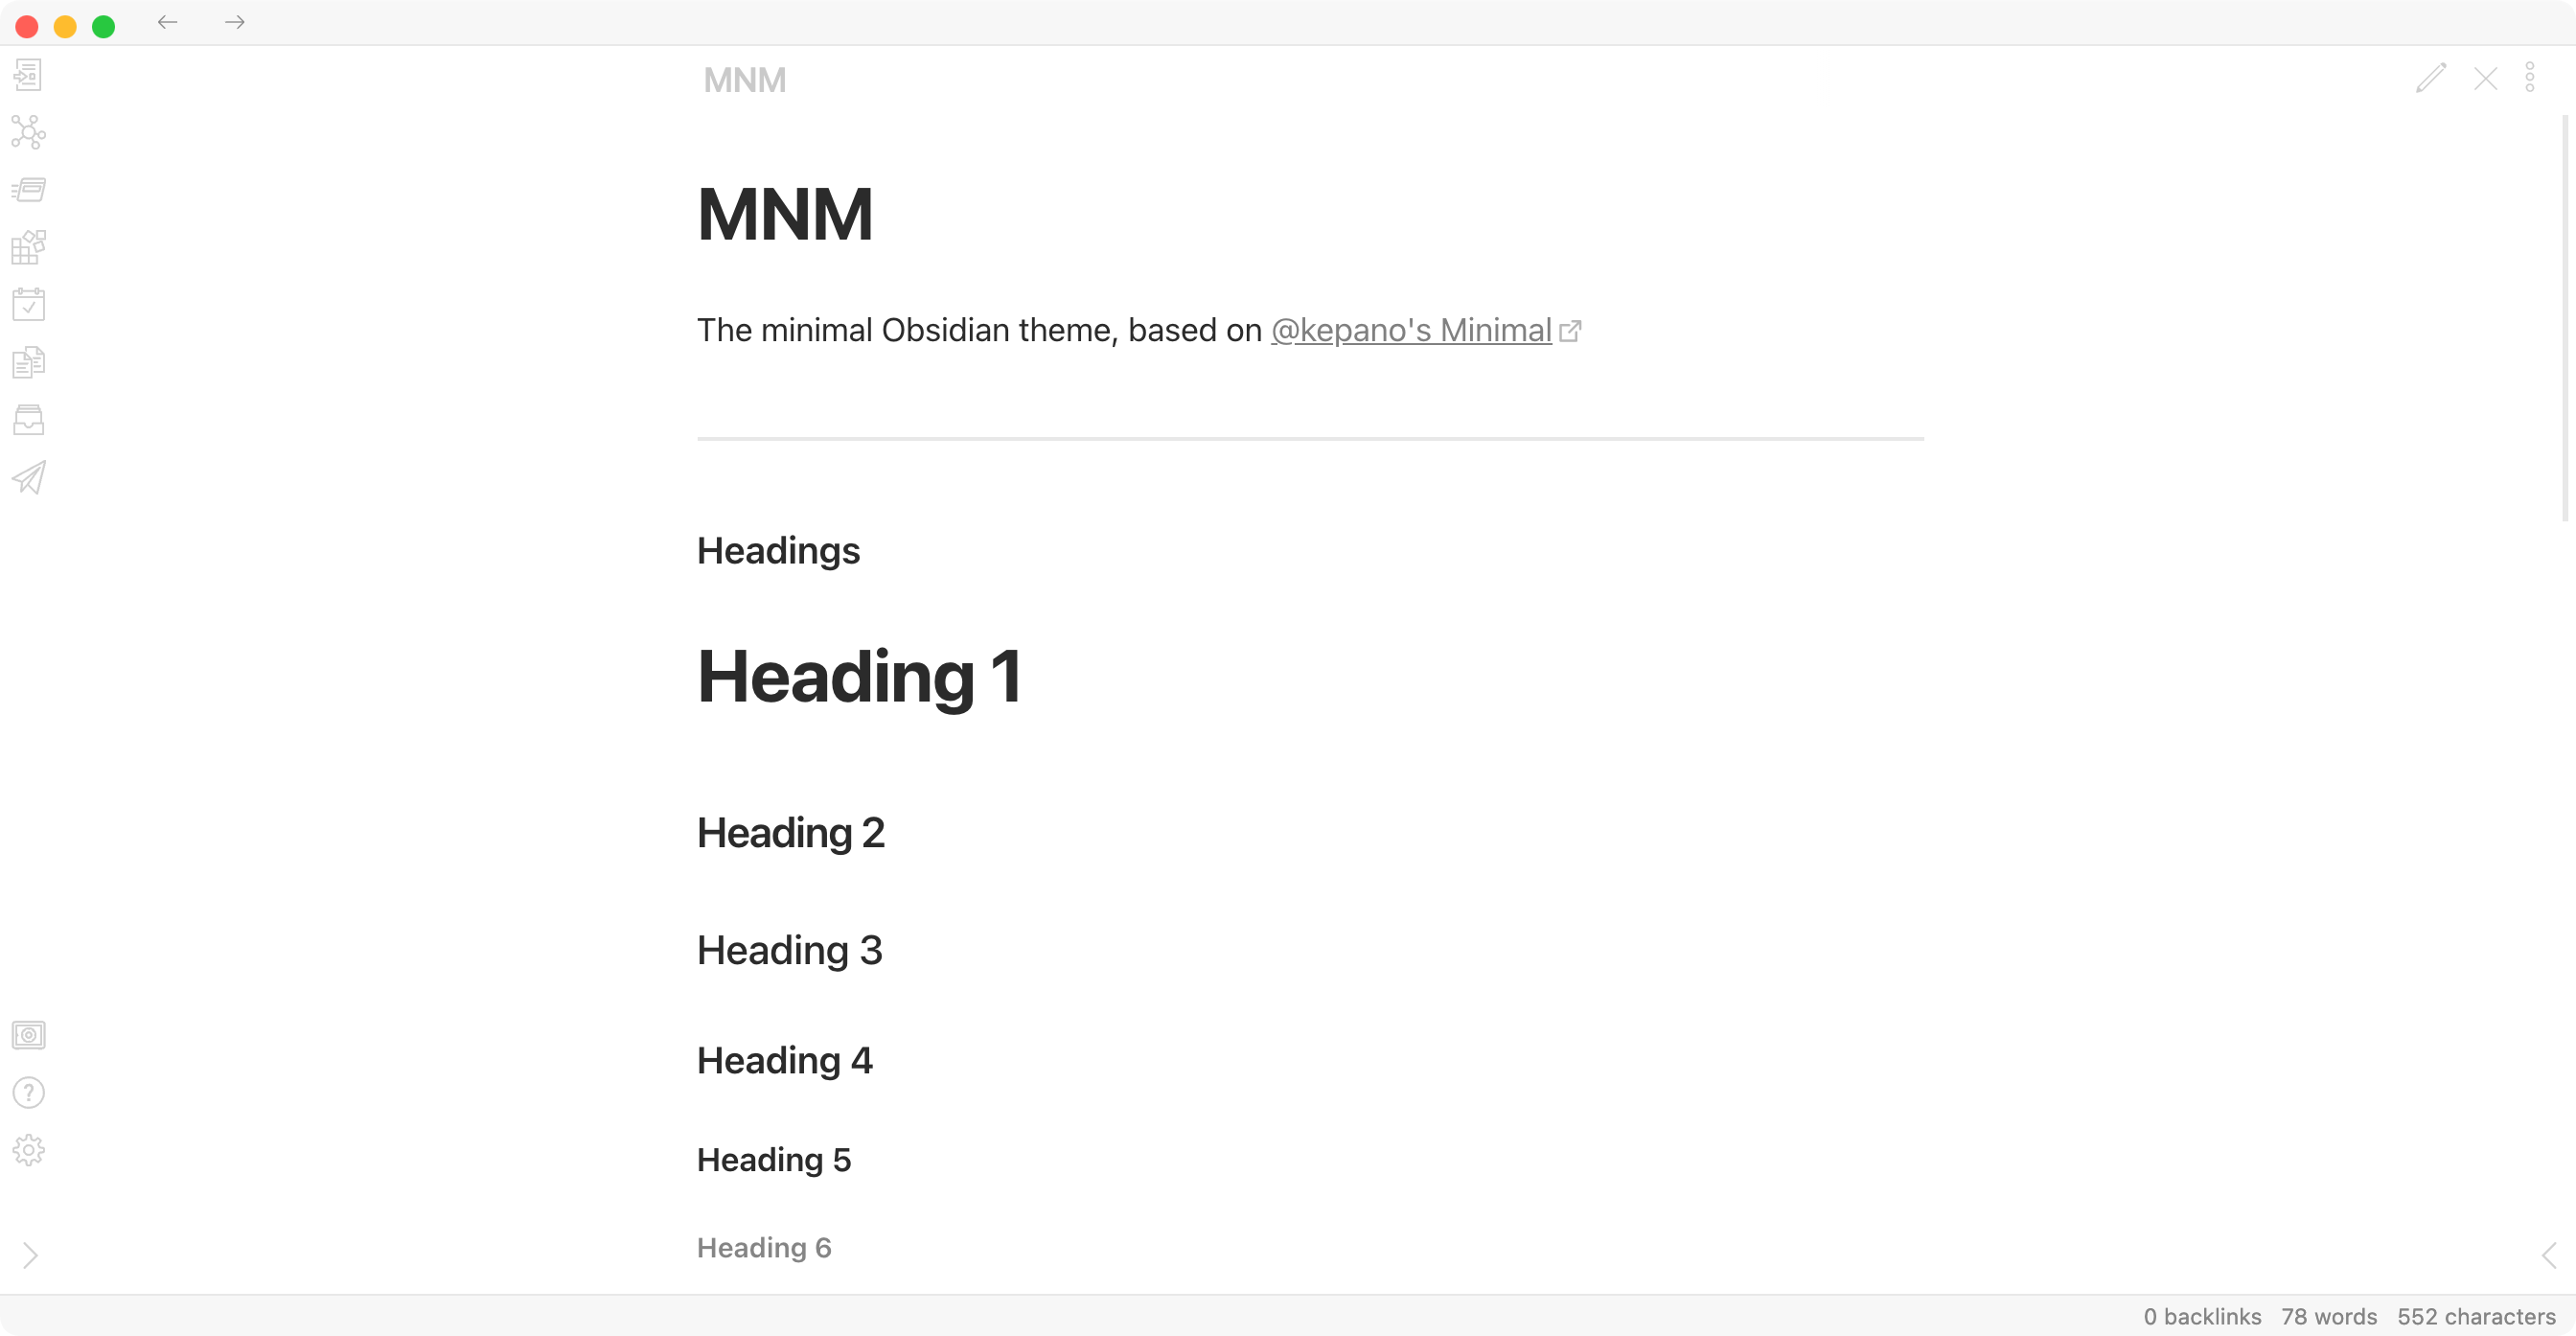 MNM
MNM
The minimal Obsidian theme, based on @kepano's Minimal
Headings
Heading 1
Heading 2
Heading 3
Heading 4
Heading 5
Heading 6
0 backlinks 78 words 552 characters